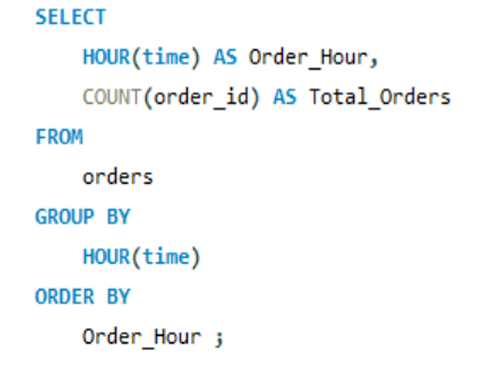 SELECT
HOUR(time) AS Order_Hour,
COUNT(order_id) AS Total_Orders
FROM
orders
GROUP BY
HOUR(time)
ORDER BY
Order_Hour ;